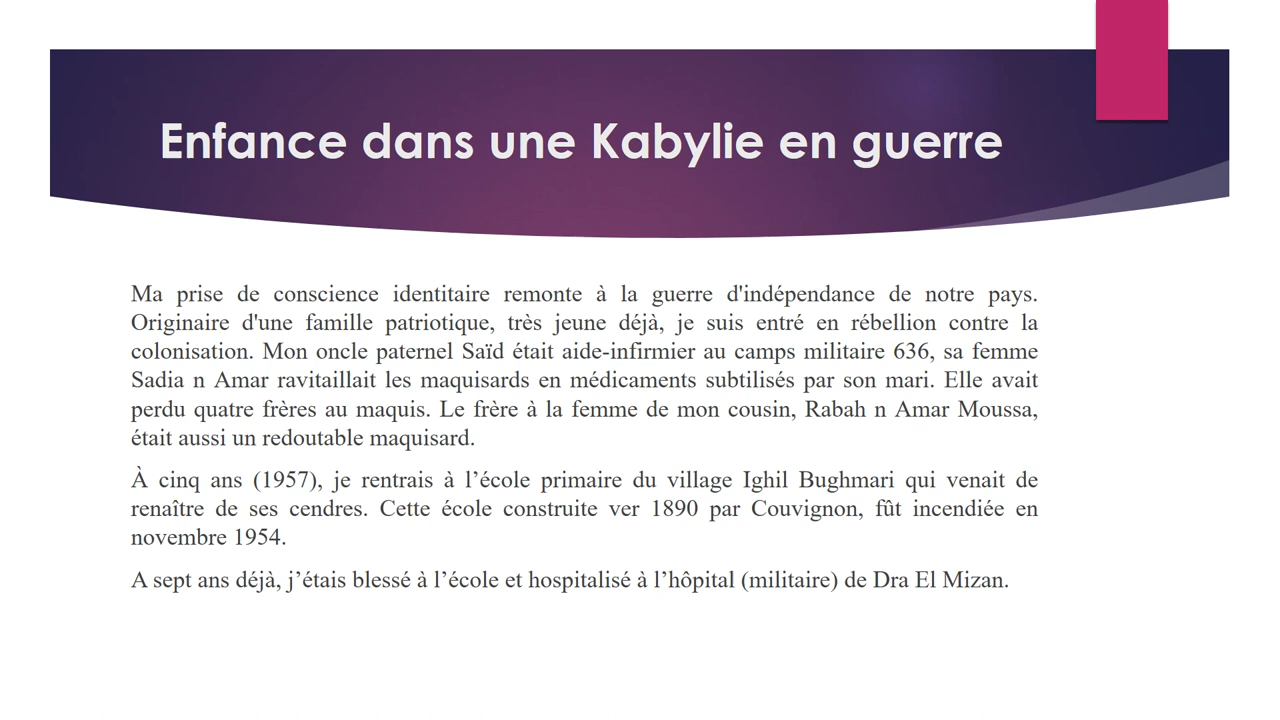 Enfance dans une Kabylie en guerre
Ma prise de conscience identitaire remonte à la guerre d'indépendance de notre pays.
Originaire d'une famille patriotique, très jeune déjà, je suis entré en rébellion contre la
colonisation. Mon oncle paternel Saïd était aide-infirmier au camps militaire 636, sa femme
Sadia n Amar ravitaillait les maquisards en médicaments subtilisés par son mari. Elle avait
perdu quatre frères au maquis. Le frère à la femme de mon cousin, Rabah n Amar Moussa,
était aussi un redoutable maquisard.
À cinq ans (1957), je rentrais à l’école primaire du village Ighil Bughmari qui venait de
renaître de ses cendres. Cette école construite ver 1890 par Couvignon, fût incendiée en
novembre 1954.
A sept ans déjà, j’étais blessé à l’école et hospitalisé à l’hôpital (militaire) de Dra El Mizan.